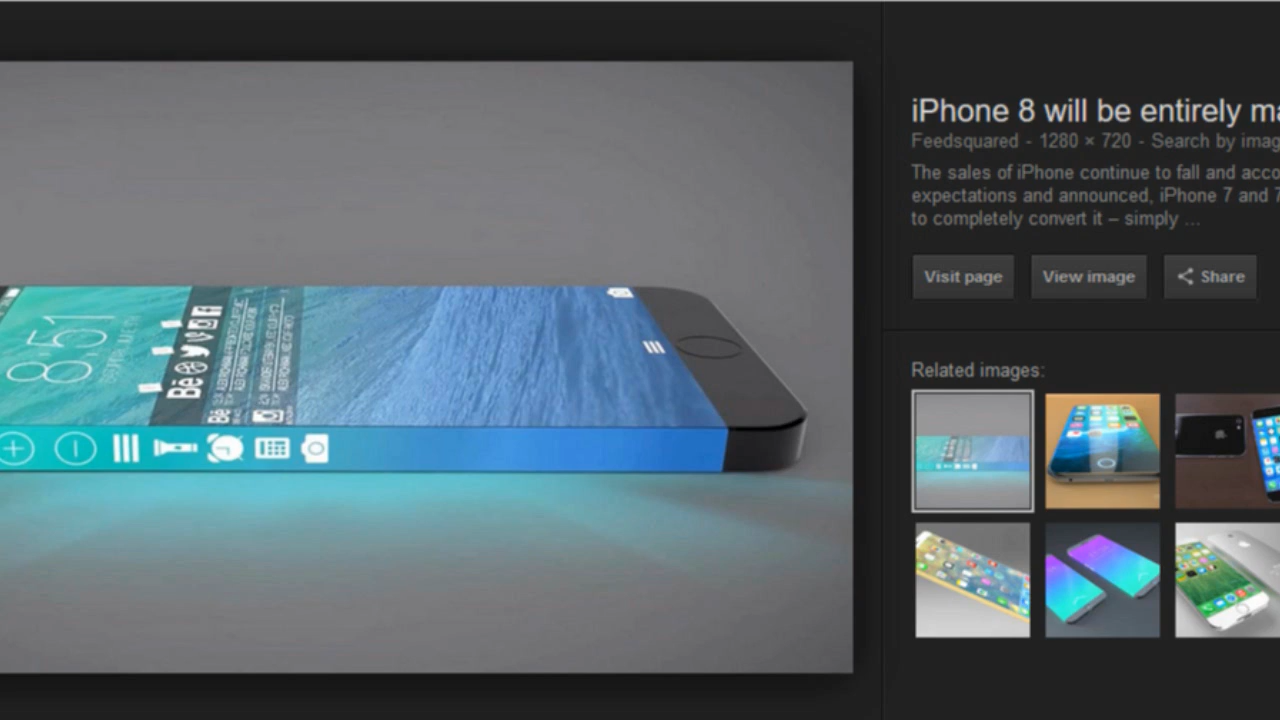 iPhone 8 will be entirely ma
Feedsquared - 1280 × 720 - Search by imag
The sales of iPhone continue to fall and acco
expectations and announced, iPhone 7 and 7
to completely convert it – simply ...
Visit page
View image
Share
8:51
Bē
Related images: